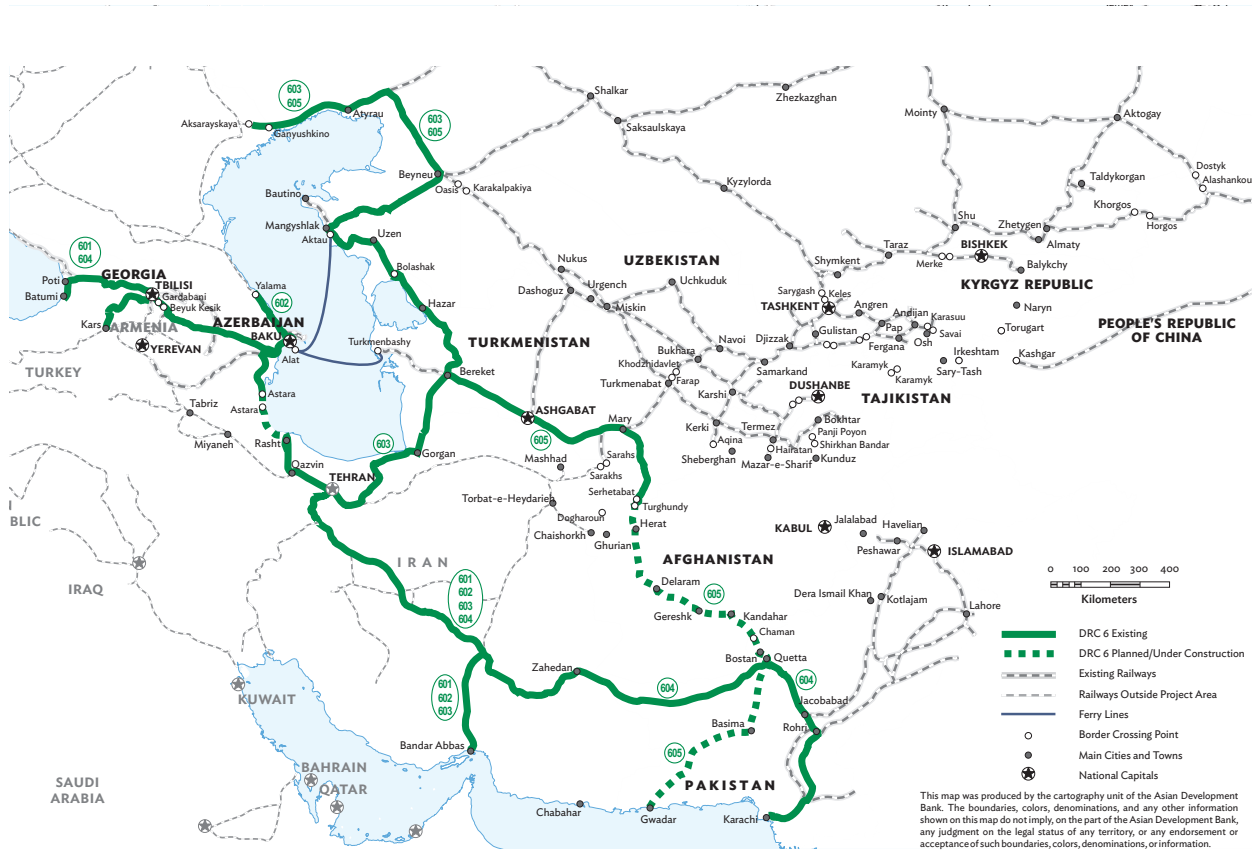 Shalkar
Zhezkazghan
603
605
Atyrau
Aksarayskaya
Ganyushkino
Saksaulskaya
Mointy
Aktogay
603
605
Beyneu
Oasis
Karakalpakiya
Kyzylorda
Dostyk
Alashankou
Taldykorgan
Bautino
Khorgos
Horgos
Mangyshlak
Aktau
Uzen
Shu
Zhetygen
Almaty
601
604
Taraz
BISHKEK
Merke
Balykchy
GEORGIA
Bolashak
Nukus
UZBEKISTAN
Shymkent
KYRGYZ REPUBLIC
Poti
TBILISI
Yalama
Dashoguz
Urgench
Uchkuduk
Sarygash
Keles
Batumi
Gardabani
Beyuk Kesik
602
Hazar
Miskin
TASHKENT
Angren
Naryn
Kars
ARMENIA
AZERBAIJAN
Andijan
Karasuu
PEOPLE'S REPUBLIC
OF CHINA
BAKU
Gulistan
Pap
Savai
Torugart
YEREVAN
Alat
Turkmenbashy
TURKMENISTAN
Navoi
Djizzak
Fergana
Osh
Irkeshtam
Kashgar
Bukhara
Khodzhidavlet
Samarkand
Karamyk
Sary-Tash
TURKEY
Bereket
Turkmenabat
Farap
Karamyk
DUSHANBE
Astara
Karshi
TAJIKISTAN
Tabriz
Astara
ASHGABAT
Mary
Kerki
Termez
Bokhtar
Rasht
605
Panji Poyon
Miyaneh
603
Aqina
Hairatan
Shirkhan Bandar
Qazvin
Gorgan
Mashhad
Sarahs
Sheberghan
Mazar-e-Sharif
Kunduz
TEHRAN
Sarakhs
Serhetabat
Torbat-e-Heydarieh
Turghundy
BLIC
Dogharoun
Herat
KABUL
Jalalabad
Havelian
Chaishorkh
Ghurian
Peshawar
ISLAMABAD
IRAN
AFGHANISTAN
IRAQ
601
602
603
604
Delaram
605
Dera Ismail Khan
Kotlajam
0 200 200 400
Kilometers
Gereshk
Kandahar
Lahore
Chaman
DRC 6 Existing
Bostan
Quetta
DRC 6 Planned/Under Construction
Zahedan
Existing Railways
604
604
KUWAIT
601
602
603
Railways Outside Project Area
Jacobabad
Ferry Lines
Basima
Rohri
Border Crossing Point
Bandar Abbas
605
Main Cities and Towns
BAHRAIN
National Capitals
SAUDI
ARABIA
QATAR
PAKISTAN
Chabahar
Gwadar
Karachi
This map was produced by the cartography unit of the Asian Development
Bank. The boundaries, colors, denominations, and any other information
shown on this map do not imply, on the part of the Asian Development Bank,
any judgment on the legal status of any territory, or any endorsement or
acceptance of such boundaries, colors, denominations, or information.